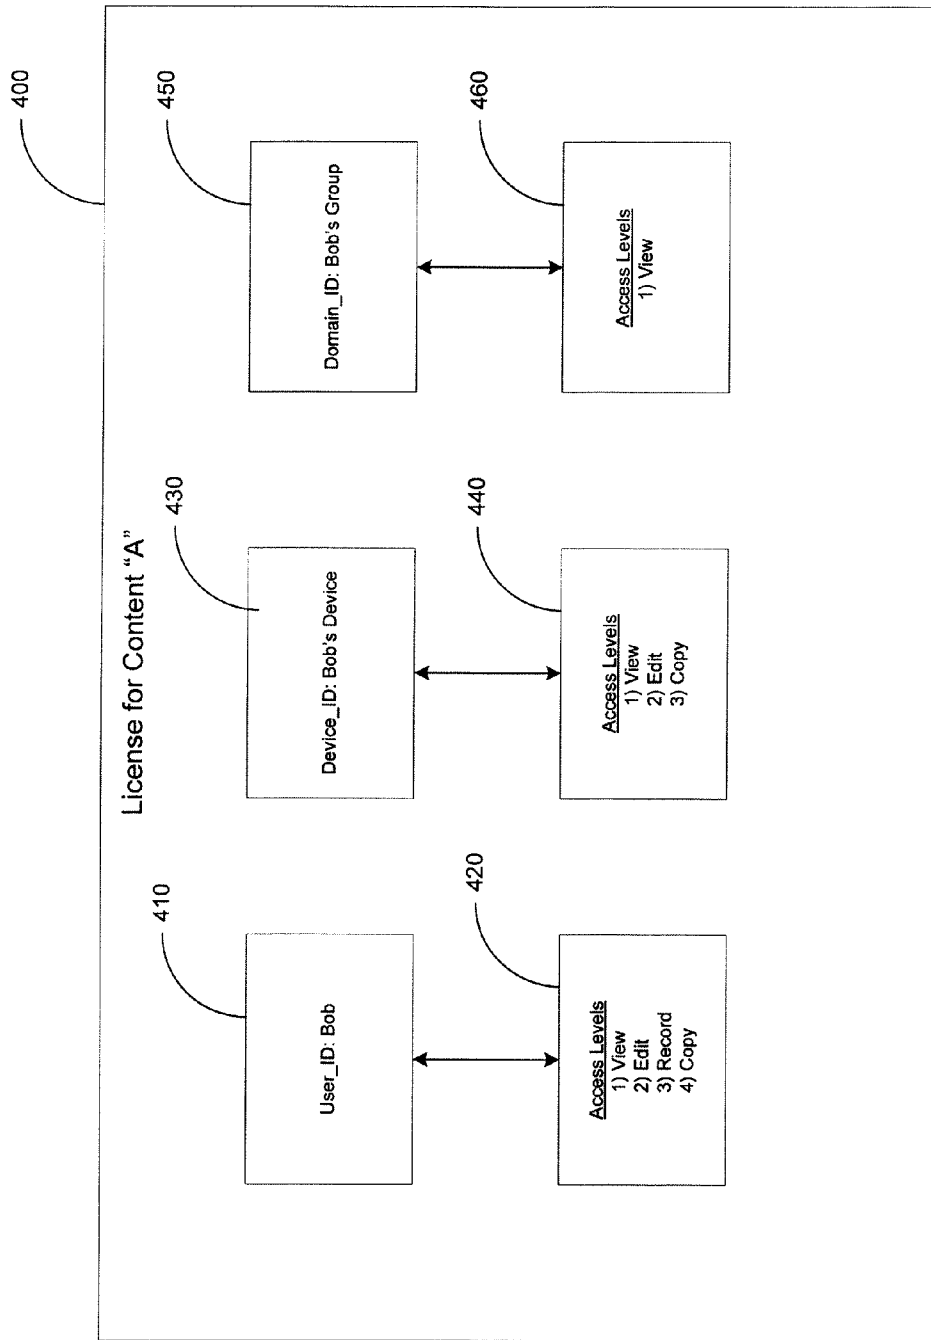 400
License for Content “A”
410
430
450
User_ID: Bob
Device_ID: Bob's Device
Domain_ID: Bob's Group
420
440
460
Access Levels
1) View
2) Edit
3) Record
4) Copy
Access Levels
1) View
2) Edit
3) Copy
Access Levels
1) View